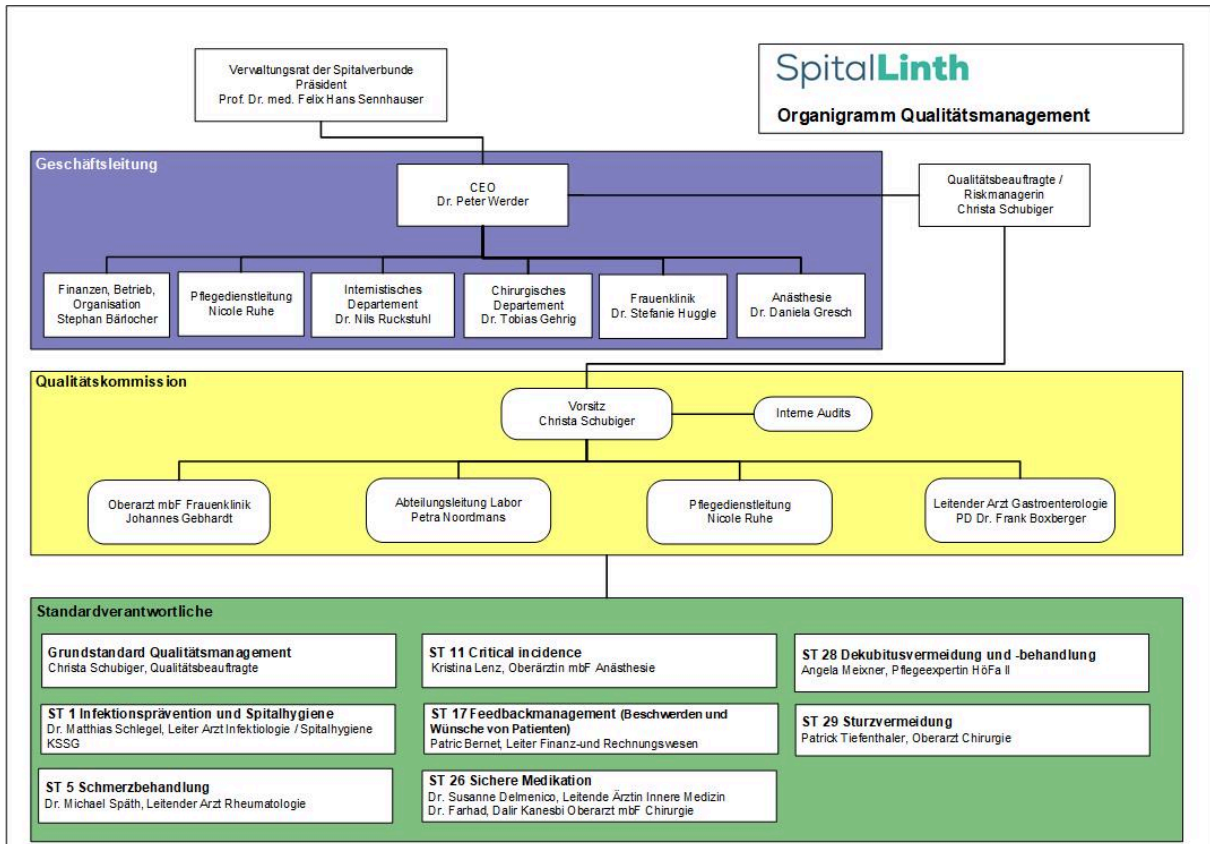 Verwaltungsrat der Spitalverbunde
Präsident
Prof. Dr. med. Felix Hans Sennhauser
SpitalLinth
Organigramm Qualitätsmanagement
Geschäftsleitung
CEO
Dr. Peter Werder
Qualitätsbeauftragte /
Riskmanagerin
Christa Schubiger
Finanzen, Betrieb,
Organisation
Stephan Bärlocher
Pflegedienstleitung
Nicole Ruhe
Internistisches
Departement
Dr. Nils Ruckstuhl
Chirurgisches
Departement
Dr. Tobias Gehrig
Frauenklinik
Dr. Stefanie Huggle
Anästhesie
Dr. Daniela Gresch
Qualitätskommission
Vorsitz
Christa Schubiger
Interne Audits
Oberarzt mbF Frauenklinik
Johannes Gebhardt
Abteilungsleitung Labor
Petra Noordmans
Pflegedienstleitung
Nicole Ruhe
Leitender Arzt Gastroenterologie
PD Dr. Frank Boxberger
Standardverantwortliche
Grundstandard Qualitätsmanagement
Christa Schubiger, Qualitätsbeauftragte
ST 1 Infektionsprävention und Spitalhygiene
Dr. Matthias Schlegel, Leiter Arzt Infektiologie / Spitalhygiene
KSSG
ST 5 Schmerzbehandlung
Dr. Michael Späth, Leitender Arzt Rheumatologie
ST 11 Critical incidence
Kristina Lenz, Oberärztin mbF Anästhesie
ST 17 Feedbackmanagement (Beschwerden und
Wünsche von Patienten)
Patric Bernet, Leiter Finanz-und Rechnungswesen
ST 26 Sichere Medikation
Dr. Susanne Delmenico, Leitende Ärztin Innere Medizin
Dr. Farhad, Dalir Kanesbi Oberarzt mbF Chirurgie
ST 28 Dekubitusvermeidung und -behandlung
Angela Meixner, Pflegeexpertin HöFa II
ST 29 Sturzvermeidung
Patrick Tiefenthaler, Oberarzt Chirurgie